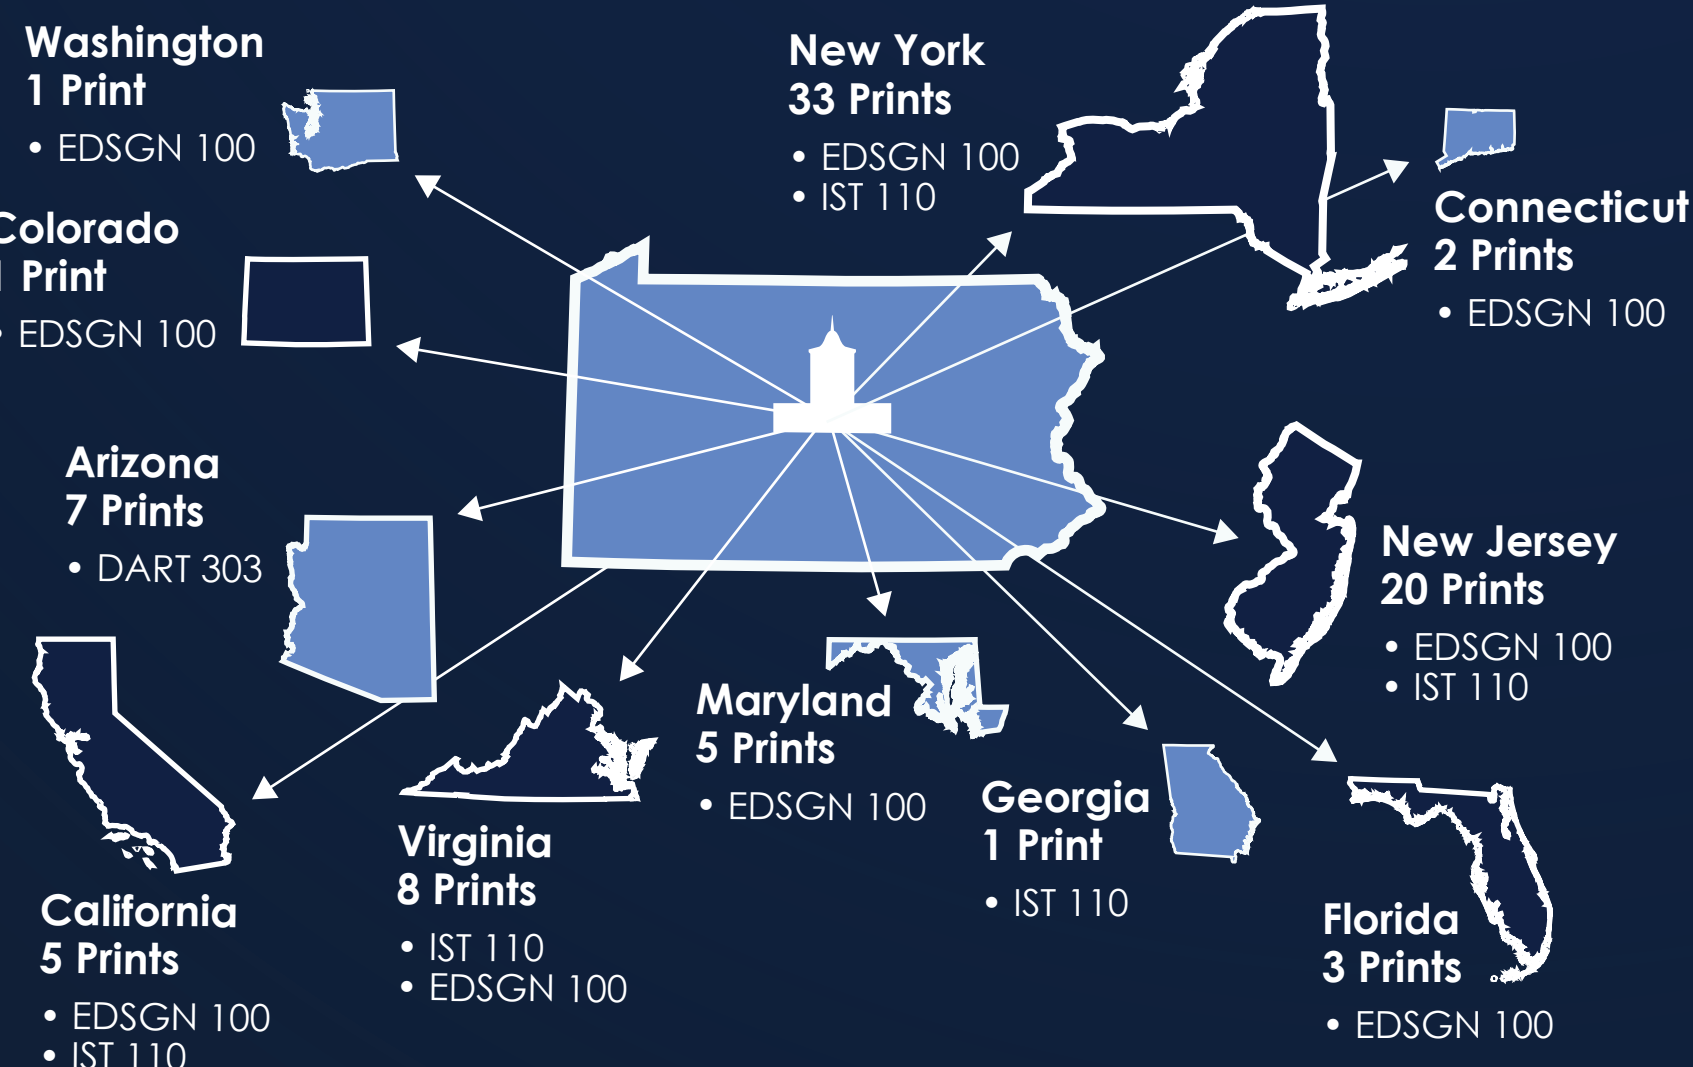 Washington
1 Print
• EDSGN 100
Colorado
1 Print
• EDSGN 100
Arizona
7 Prints
• DART 303
California
5 Prints
• EDSGN 100
• IST 110
Virginia
8 Prints
• IST 110
• EDSGN 100
Maryland
5 Prints
• EDSGN 100
Georgia
1 Print
• IST 110
Florida
3 Prints
• EDSGN 100
New Jersey
20 Prints
• EDSGN 100
• IST 110
New York
33 Prints
• EDSGN 100
• IST 110
Connecticut
2 Prints
• EDSGN 100